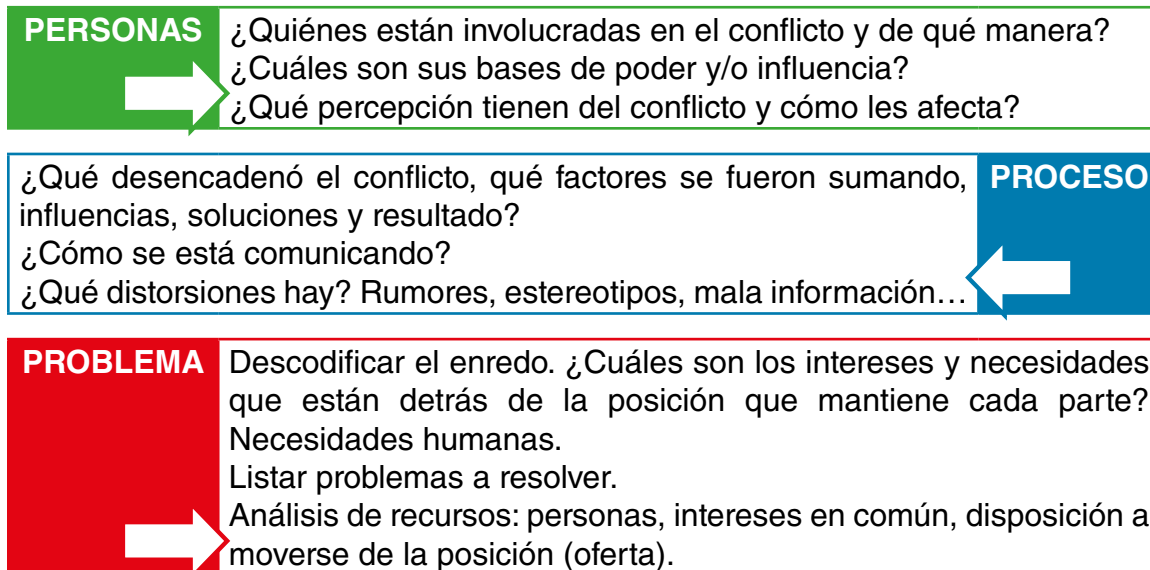 PERSONAS
¿Quiénes están involucradas en el conflicto y de qué manera?
¿Cuáles son sus bases de poder y/o influencia?
¿Qué percepción tienen del conflicto y cómo les afecta?
¿Qué desencadenó el conflicto, qué factores se fueron sumando,
influencias, soluciones y resultado?
¿Cómo se está comunicando?
¿Qué distorsiones hay? Rumores, estereotipos, mala información…
PROCESO
PROBLEMA
Descodificar el enredo. ¿Cuáles son los intereses y necesidades
que están detrás de la posición que mantiene cada parte?
Necesidades humanas.
Listar problemas a resolver.
Análisis de recursos: personas, intereses en común, disposición a
moverse de la posición (oferta).